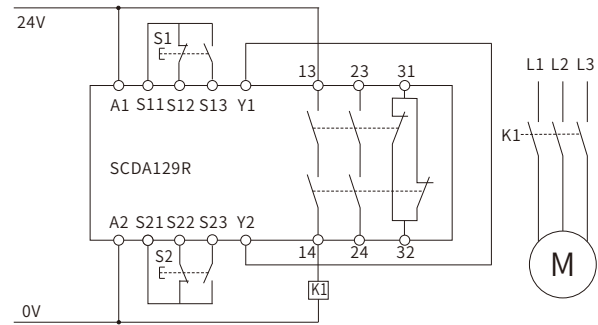 24V
S1
13 23 31
A1 S11 S12 S13 Y1
L1 L2 L3
K1
SCDA129R
A2 S21 S22 S23 Y2
S2
14 24 32
K1
M
0V